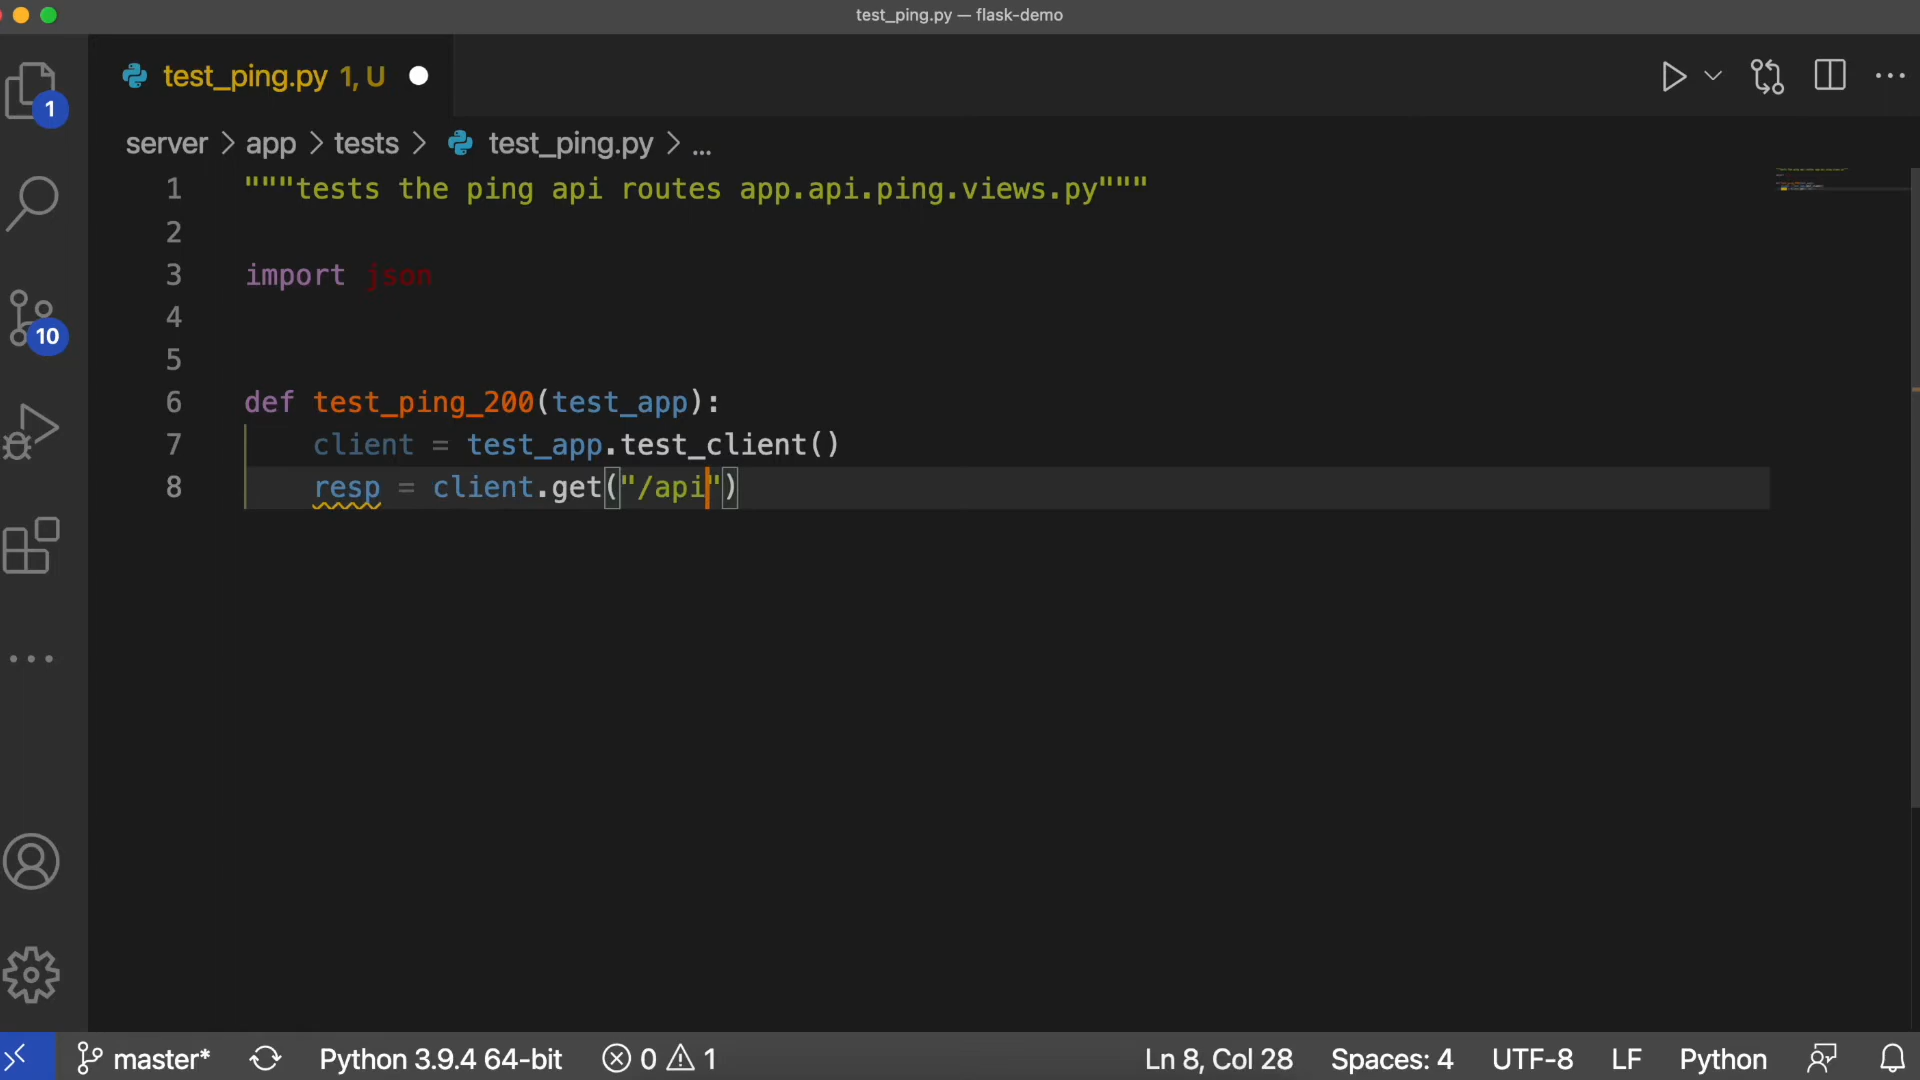 test_ping.py — flask-demo
test_ping.py 1, U
1
server > app > tests > test_ping.py > ...
1 """tests the ping api routes app.api.ping.views.py"""
2
3 import json
4
5
6 def test_ping_200(test_app):
7 client = test_app.test_client()
8 resp = client.get("/api")
10
master* Python 3.9.4 64-bit 0 1 Ln 8, Col 28 Spaces: 4 UTF-8 LF Python